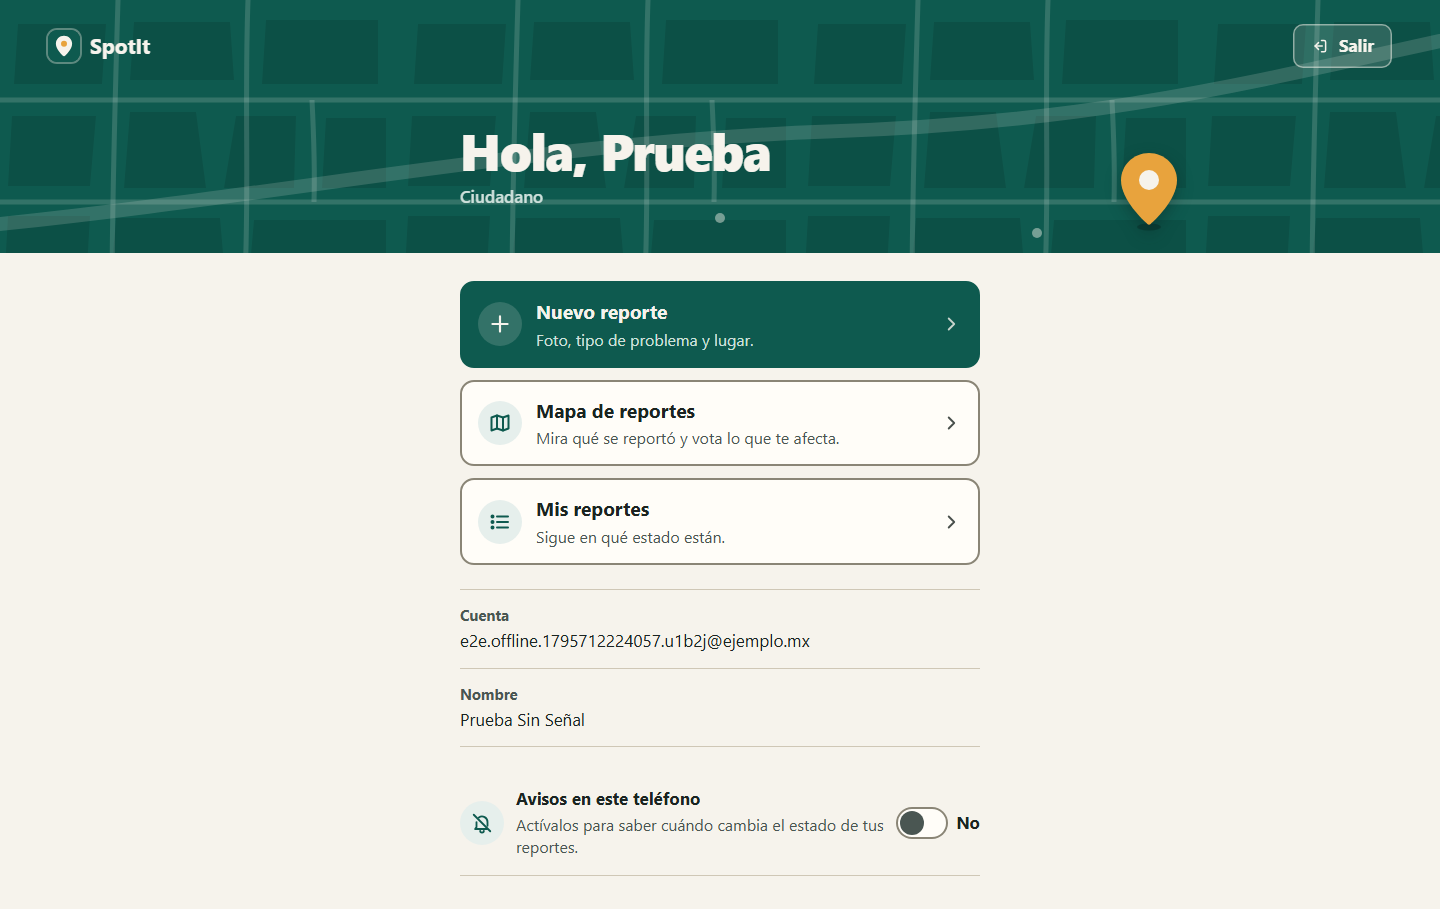 SpotIt
Salir
Hola, Prueba
Ciudadano
Nuevo reporte
Foto, tipo de problema y lugar.
Mapa de reportes
Mira qué se reportó y vota lo que te afecta.
Mis reportes
Sigue en qué estado están.
Cuenta
e2e.offline.1795712224057.u1b2j@ejemplo.mx
Nombre
Prueba Sin Señal
Avisos en este teléfono
Actívalos para saber cuándo cambia el estado de tus
reportes.
No